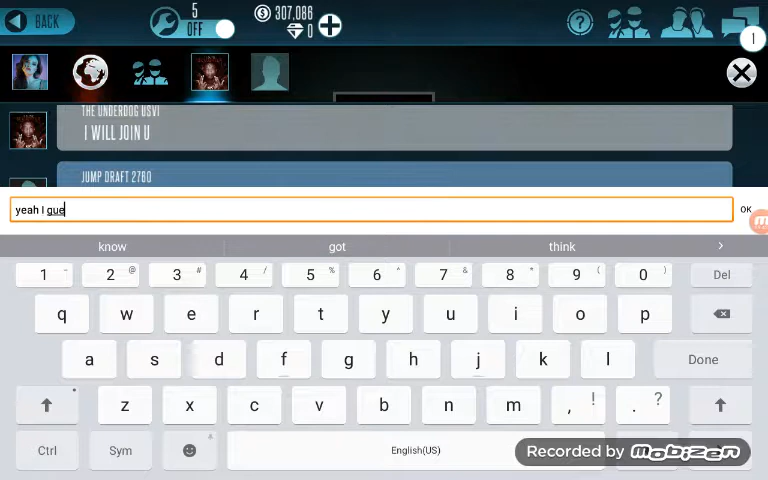 BACK
5
OFF
307,086
0
1
THE UNDERDOG USVI
I WILL JOIN U
JUMP DRAFT 2760
yeah I gue
OK
know got think
1 - 2 @ 3 # 4 / 5 % 6 ^ 7 & 8 * 9 ( 0 ) Del
q w e r t y u i o p
a s d f g h j k l Done
z x c v b n m , ! . ?
Ctrl Sym English(US)
Recorded by Mobizen